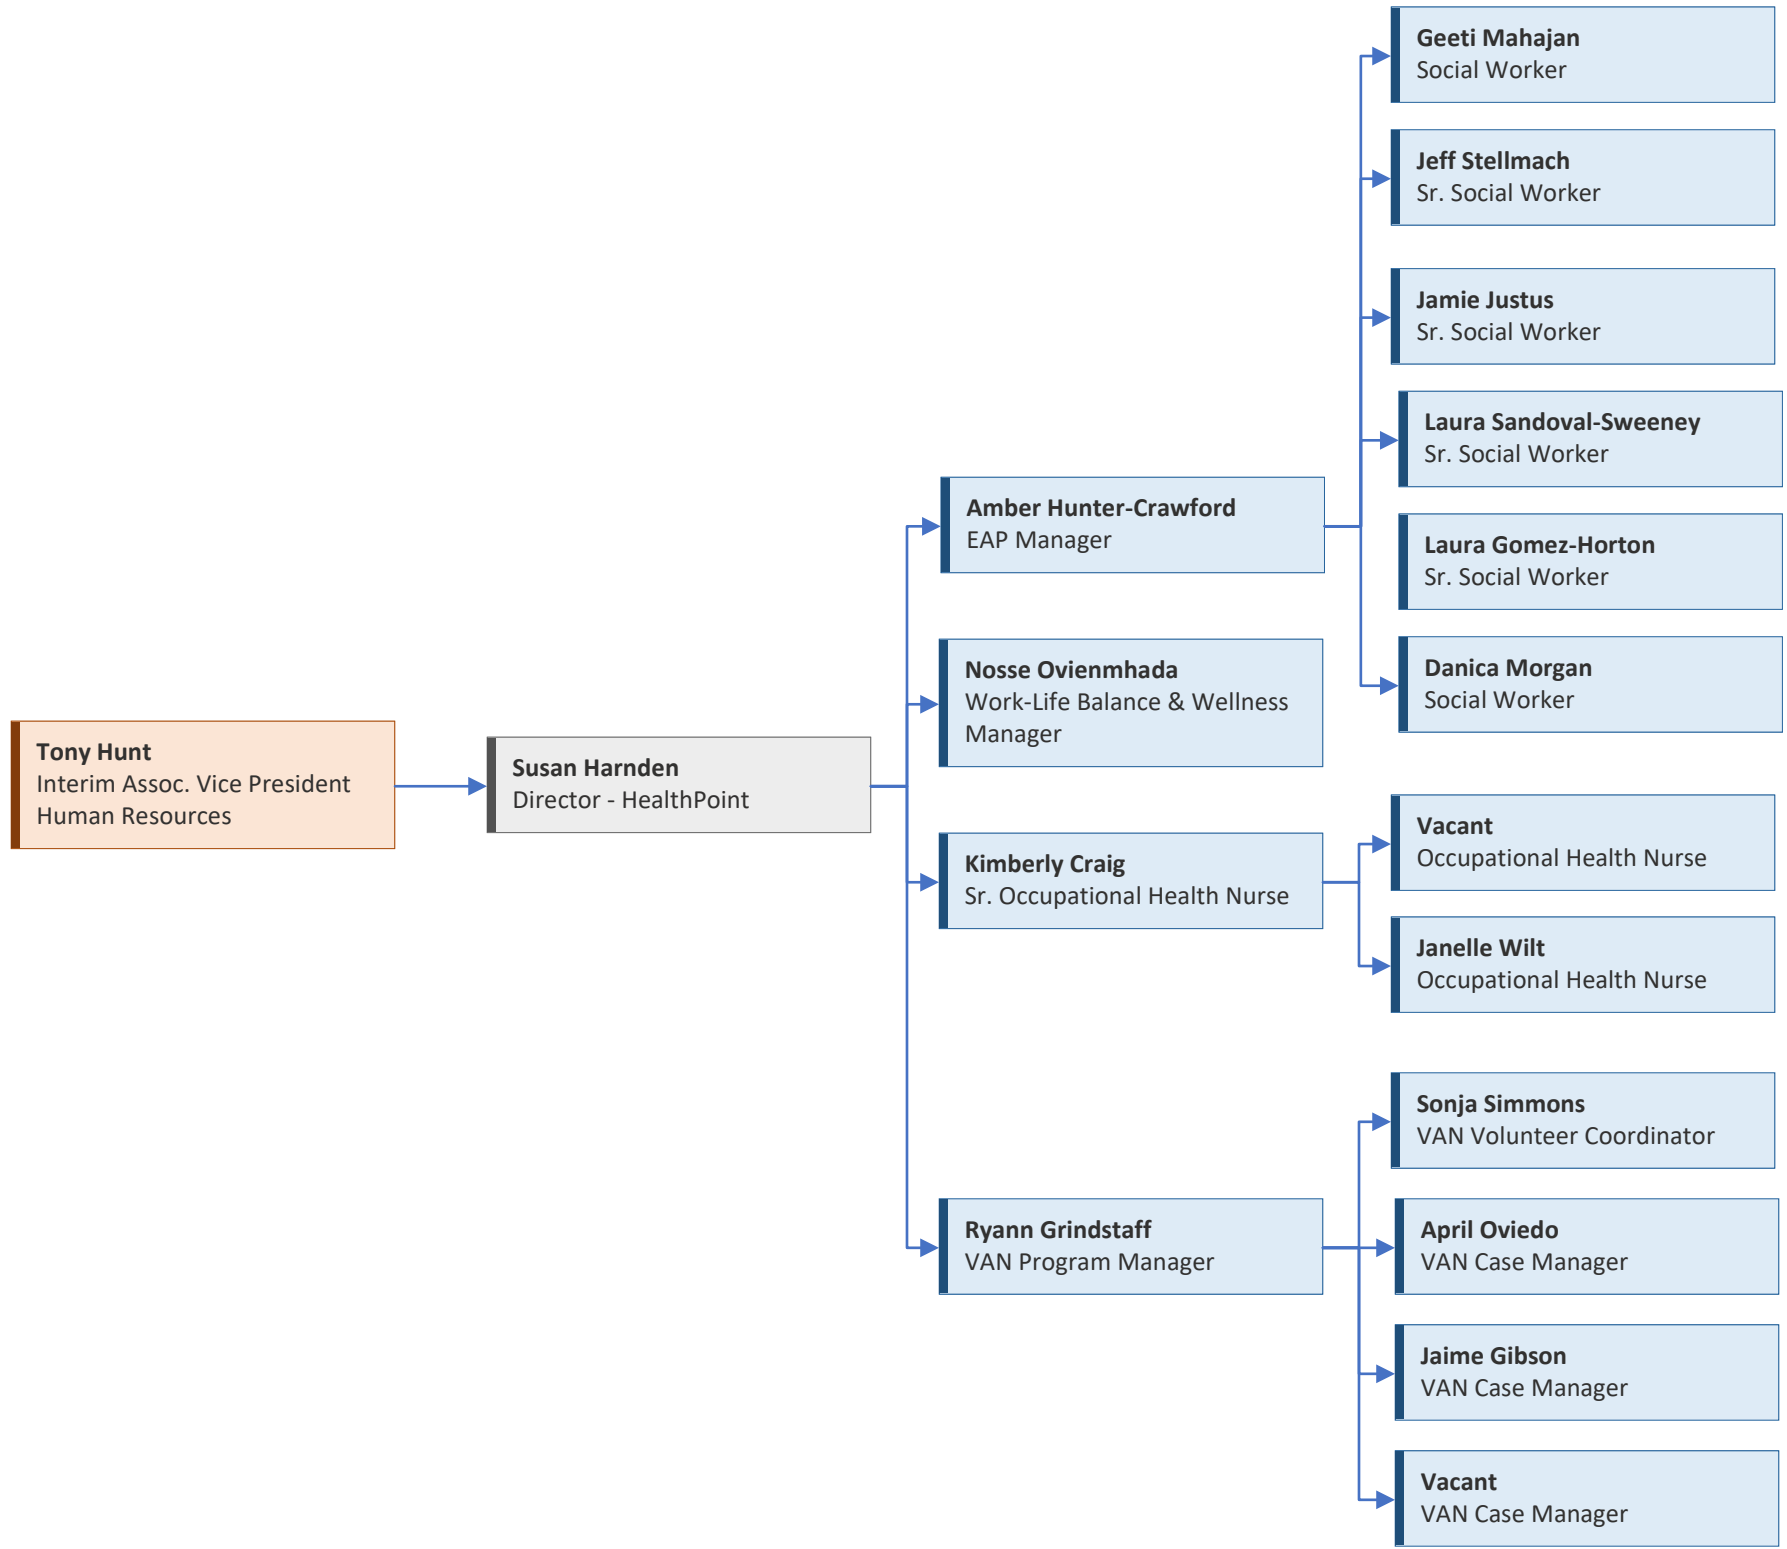 Tony Hunt
Interim Assoc. Vice President
Human Resources
Susan Harnden
Director - HealthPoint
Amber Hunter-Crawford
EAP Manager
Nosse Ovienmhada
Work-Life Balance & Wellness
Manager
Kimberly Craig
Sr. Occupational Health Nurse
Ryann Grindstaff
VAN Program Manager
Geeti Mahajan
Social Worker
Jeff Stellmach
Sr. Social Worker
Jamie Justus
Sr. Social Worker
Laura Sandoval-Sweeney
Sr. Social Worker
Laura Gomez-Horton
Sr. Social Worker
Danica Morgan
Social Worker
Vacant
Occupational Health Nurse
Janelle Wilt
Occupational Health Nurse
Sonja Simmons
VAN Volunteer Coordinator
April Oviedo
VAN Case Manager
Jaime Gibson
VAN Case Manager
Vacant
VAN Case Manager